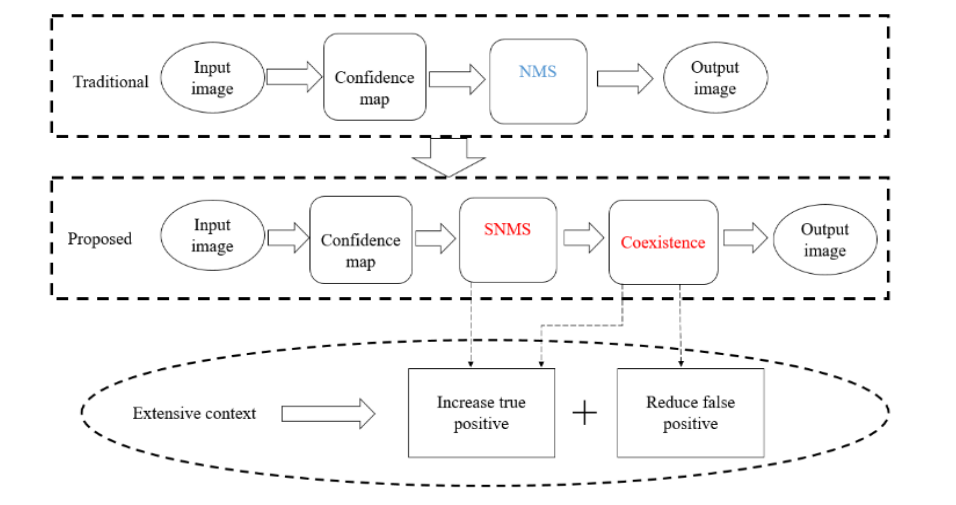 Traditional
Input
image
Confidence
map
NMS
Output
image
Proposed
Input
image
Confidence
map
SNMS
Coexistence
Output
image
Extensive context
Increase true
positive
+
Reduce false
positive